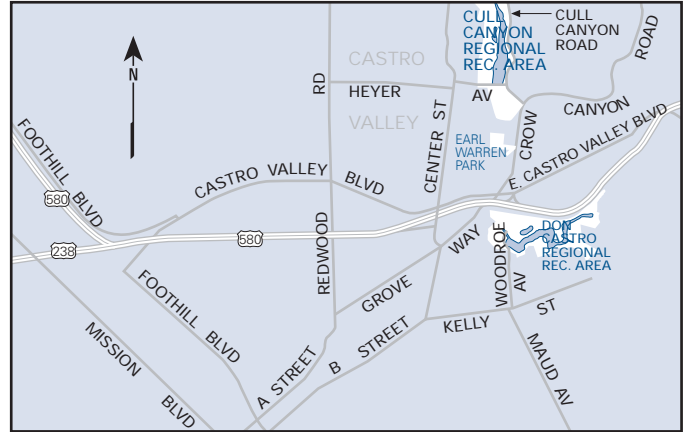 CULL
CANYON
REGIONAL
REC. AREA
CULL
CANYON
ROAD
ROAD
N
CASTRO
VALLEY
RD
HEYER
AV
CANYON
CROW
CENTER ST
EARL
WARREN
PARK
E. CASTRO VALLEY BLVD
FOOTHILL BLVD
580
CASTRO VALLEY BLVD
238
580
REDWOOD
GROVE WAY
WOODROE
AV
DON
CASTRO
REGIONAL
REC. AREA
FOOTHILL BLVD
MISSION
BLVD
A STREET
B STREET
KELLY ST
MAUD AV